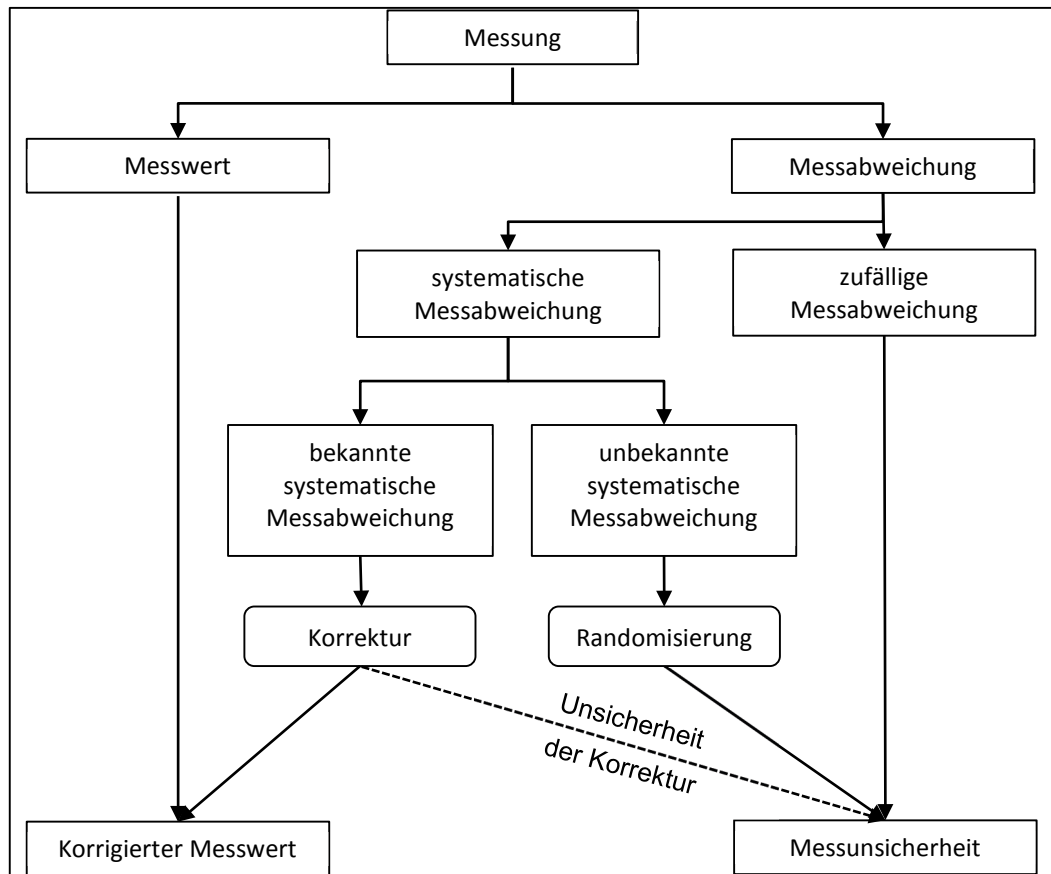 Messung
Messwert
Messabweichung
systematische
Messabweichung
zufällige
Messabweichung
bekannte
systematische
Messabweichung
unbekannte
systematische
Messabweichung
Korrektur
Randomisierung
Unsicherheit
der Korrektur
Korrigierter Messwert
Messunsicherheit